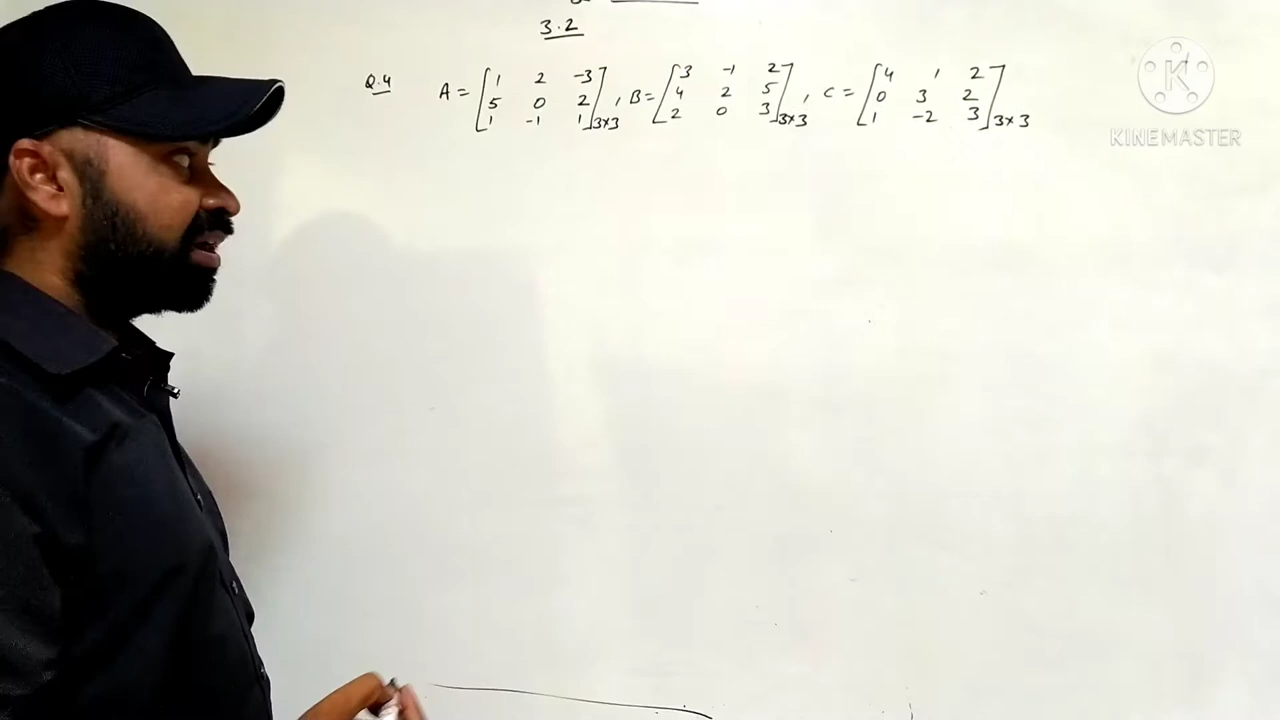 3.2
Q.4 A = [1 2 -3 , B = [3 -1 2 , C = [4 1 2
5 0 2 4 2 5 0 3 2
1 -1 1]3×3 2 0 3]3×3 1 -2 3]3×3
K
KINEMASTER